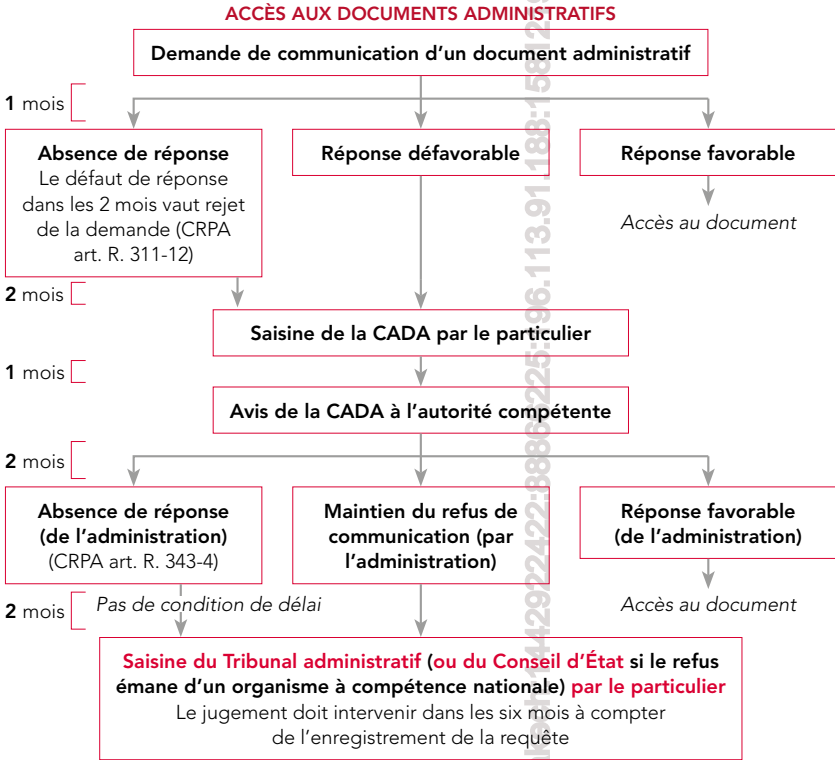 ACCÈS AUX DOCUMENTS ADMINISTRATIFS
Demande de communication d’un document administratif
1 mois
Absence de réponse
Le défaut de réponse
dans les 2 mois vaut rejet
de la demande (CRPA
art. R. 311-12)
Réponse défavorable
Réponse favorable
Accès au document
2 mois
Saisine de la CADA par le particulier
1 mois
Avis de la CADA à l’autorité compétente
2 mois
Absence de réponse
(de l’administration)
(CRPA art. R. 343-4)
Maintien du refus de
communication (par
l’administration)
Réponse favorable
(de l’administration)
2 mois
Pas de condition de délai
Accès au document
Saisine du Tribunal administratif (ou du Conseil d’État si le refus
émane d’un organisme à compétence nationale) par le particulier
Le jugement doit intervenir dans les six mois à compter
de l’enregistrement de la requête